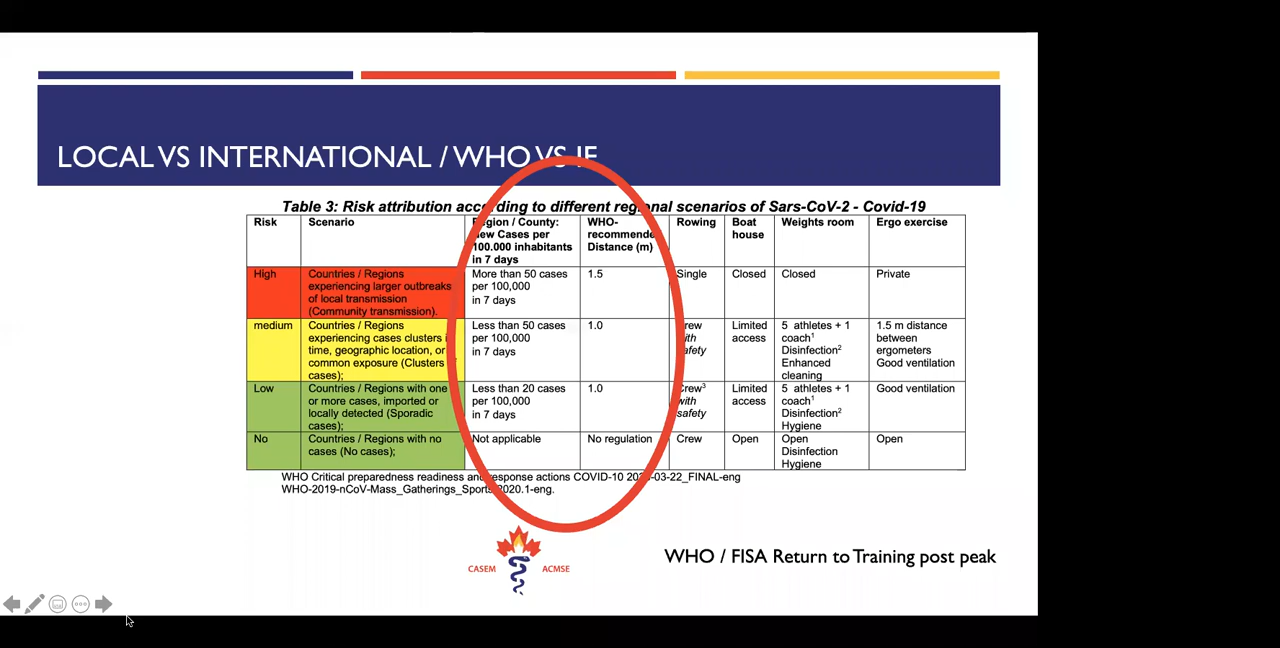 LOCAL VS INTERNATIONAL / WHO VS IF
Table 3: Risk attribution according to different regional scenarios of Sars-CoV-2 - Covid-19
Risk
Scenario
Region / County:
New Cases per
100.000 inhabitants
in 7 days
WHO-
recommended
Distance (m)
Rowing
Boat
house
Weights room
Ergo exercise
High
Countries / Regions
experiencing larger outbreaks
of local transmission
(Community transmission).
More than 50 cases
per 100,000
in 7 days
1.5
Single
Closed
Closed
Private
medium
Countries / Regions
experiencing cases clusters in
time, geographic location, or
common exposure (Clusters
cases);
Less than 50 cases
per 100,000
in 7 days
1.0
Crew
with
safety
Limited
access
5 athletes + 1
coach¹
Disinfection²
Enhanced
cleaning
1.5 m distance
between
ergometers
Good ventilation
Low
Countries / Regions with one
or more cases, imported or
locally detected (Sporadic
cases);
Less than 20 cases
per 100,000
in 7 days
1.0
Crew³
with
safety
Limited
access
5 athletes + 1
coach¹
Disinfection²
Hygiene
Good ventilation
No
Countries / Regions with no
cases (No cases);
Not applicable
No regulation
Crew
Open
Open
Disinfection
Hygiene
Open
WHO Critical preparedness readiness and response actions COVID-10 2020-03-22_FINAL-eng
WHO-2019-nCoV-Mass_Gatherings_Sports-2020.1-eng.
CASEM ACMSE
WHO / FISA Return to Training post peak